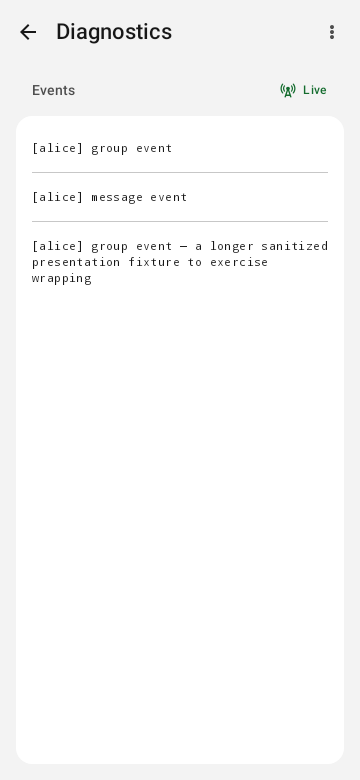 Diagnostics
Events
Live
[alice] group event
[alice] message event
[alice] group event — a longer sanitized
presentation fixture to exercise
wrapping